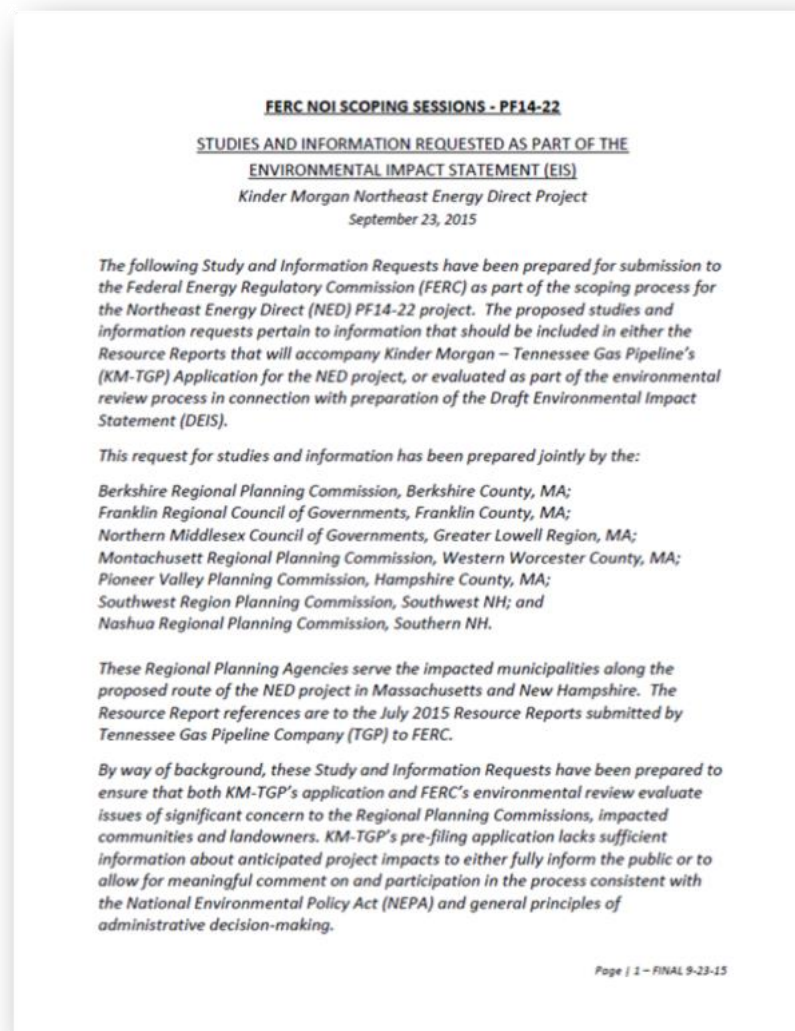 FERC NOI SCOPING SESSIONS - PF14-22
STUDIES AND INFORMATION REQUESTED AS PART OF THE
ENVIRONMENTAL IMPACT STATEMENT (EIS)
Kinder Morgan Northeast Energy Direct Project
September 23, 2015
The following Study and Information Requests have been prepared for submission to
the Federal Energy Regulatory Commission (FERC) as part of the scoping process for
the Northeast Energy Direct (NED) PF14-22 project. The proposed studies and
information requests pertain to information that should be included in either the
Resource Reports that will accompany Kinder Morgan – Tennessee Gas Pipeline's
(KM-TGP) Application for the NED project, or evaluated as part of the environmental
review process in connection with preparation of the Draft Environmental Impact
Statement (DEIS).
This request for studies and information has been prepared jointly by the:
Berkshire Regional Planning Commission, Berkshire County, MA;
Franklin Regional Council of Governments, Franklin County, MA;
Northern Middlesex Council of Governments, Greater Lowell Region, MA;
Montachusett Regional Planning Commission, Western Worcester County, MA;
Pioneer Valley Planning Commission, Hampshire County, MA;
Southwest Region Planning Commission, Southwest NH; and
Nashua Regional Planning Commission, Southern NH.
These Regional Planning Agencies serve the impacted municipalities along the
proposed route of the NED project in Massachusetts and New Hampshire. The
Resource Report references are to the July 2015 Resource Reports submitted by
Tennessee Gas Pipeline Company (TGP) to FERC.
By way of background, these Study and Information Requests have been prepared to
ensure that both KM-TGP's application and FERC's environmental review evaluate
issues of significant concern to the Regional Planning Commissions, impacted
communities and landowners. KM-TGP's pre-filing application lacks sufficient
information about anticipated project impacts to either fully inform the public or to
allow for meaningful comment on and participation in the process consistent with
the National Environmental Policy Act (NEPA) and general principles of
administrative decision-making.
Page | 1 – FINAL 9-23-15